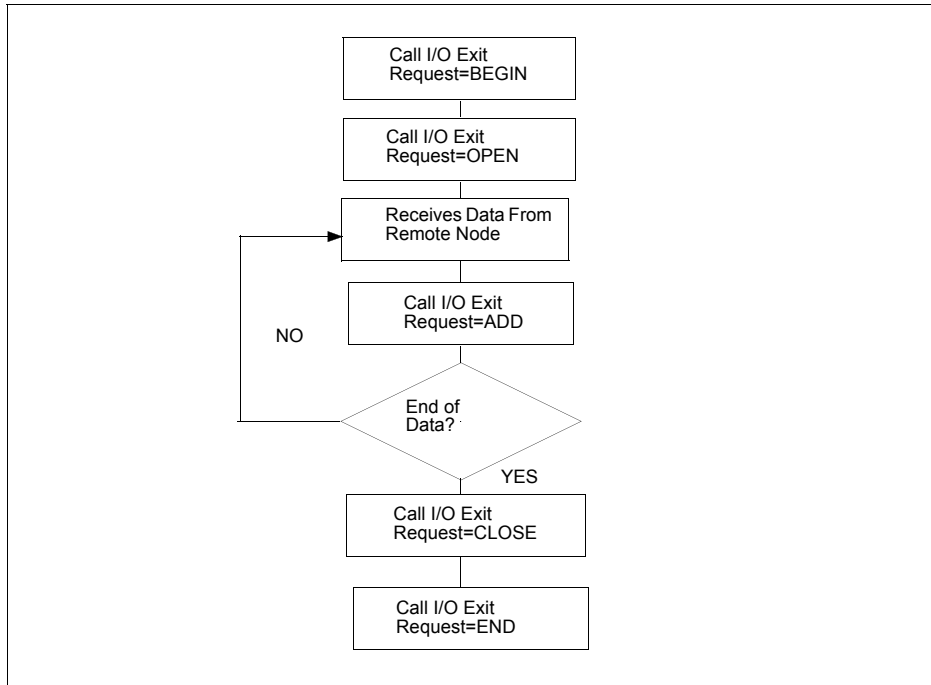 Call I/O Exit
Request=BEGIN
Call I/O Exit
Request=OPEN
Receives Data From
Remote Node
Call I/O Exit
Request=ADD
NO
End of
Data?
YES
Call I/O Exit
Request=CLOSE
Call I/O Exit
Request=END